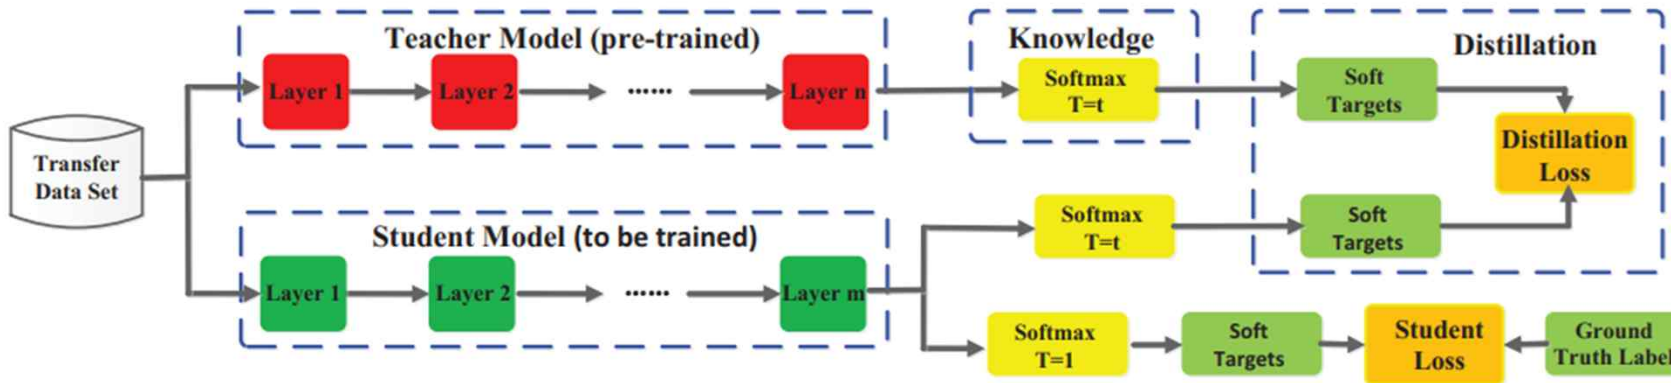 Teacher Model (pre-trained)
Knowledge
Distillation
Layer 1
Layer 2
......
Layer n
Softmax
T=t
Soft
Targets
Distillation
Loss
Transfer
Data Set
Student Model (to be trained)
Layer 1
Layer 2
......
Layer m
Softmax
T=t
Soft
Targets
Softmax
T=1
Soft
Targets
Student
Loss
Ground
Truth Label